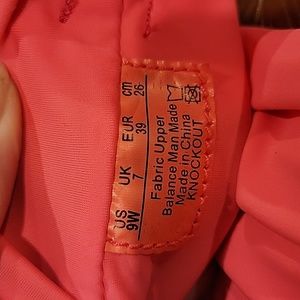 US UK EUR cm
9W 7 39 26
Fabric Upper
Balance Man Made
Made in China
KNOCKOUT